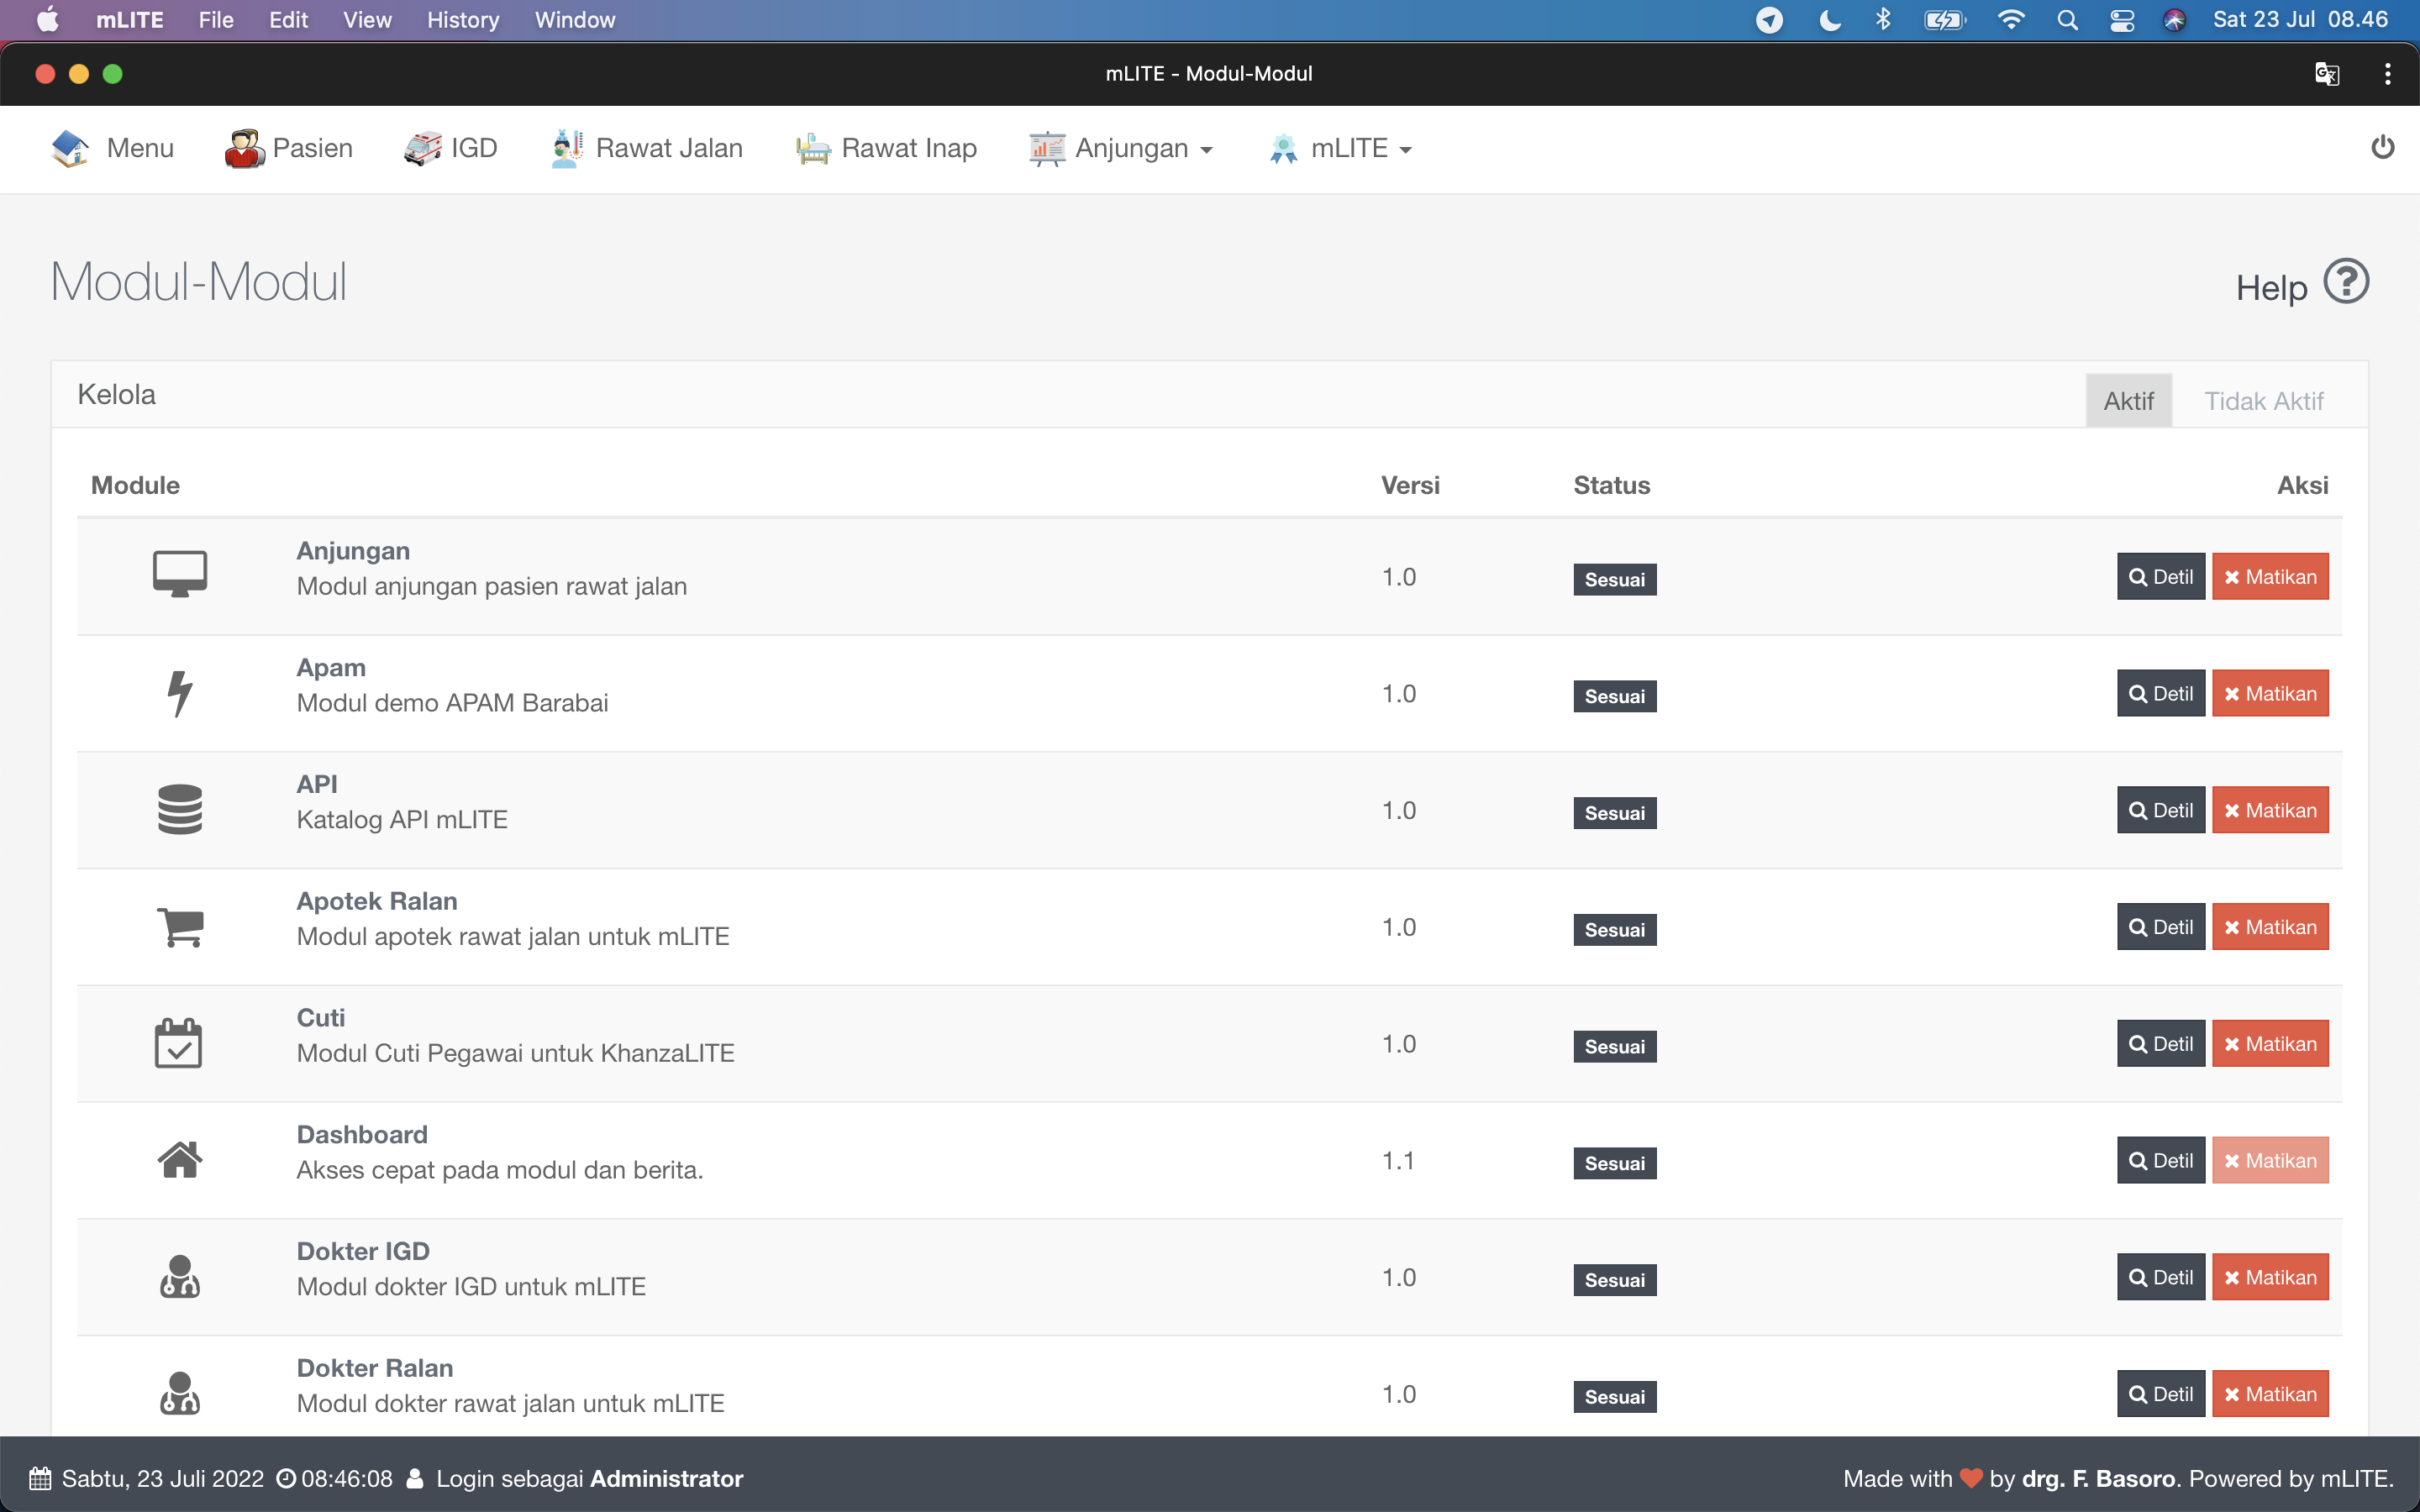 mLITE File Edit View History Window Sat 23 Jul 08.46
mLITE - Modul-Modul
Menu Pasien IGD Rawat Jalan Rawat Inap Anjungan mLITE
Modul-Modul Help
Kelola Aktif Tidak Aktif
Module Versi Status Aksi
Anjungan
Modul anjungan pasien rawat jalan 1.0 Sesuai Detil Matikan
Apam
Modul demo APAM Barabai 1.0 Sesuai Detil Matikan
API
Katalog API mLITE 1.0 Sesuai Detil Matikan
Apotek Ralan
Modul apotek rawat jalan untuk mLITE 1.0 Sesuai Detil Matikan
Cuti
Modul Cuti Pegawai untuk KhanzaLITE 1.0 Sesuai Detil Matikan
Dashboard
Akses cepat pada modul dan berita. 1.1 Sesuai Detil Matikan
Dokter IGD
Modul dokter IGD untuk mLITE 1.0 Sesuai Detil Matikan
Dokter Ralan
Modul dokter rawat jalan untuk mLITE 1.0 Sesuai Detil Matikan
Sabtu, 23 Juli 2022 08:46:08 Login sebagai Administrator Made with ❤ by drg. F. Basoro. Powered by mLITE.